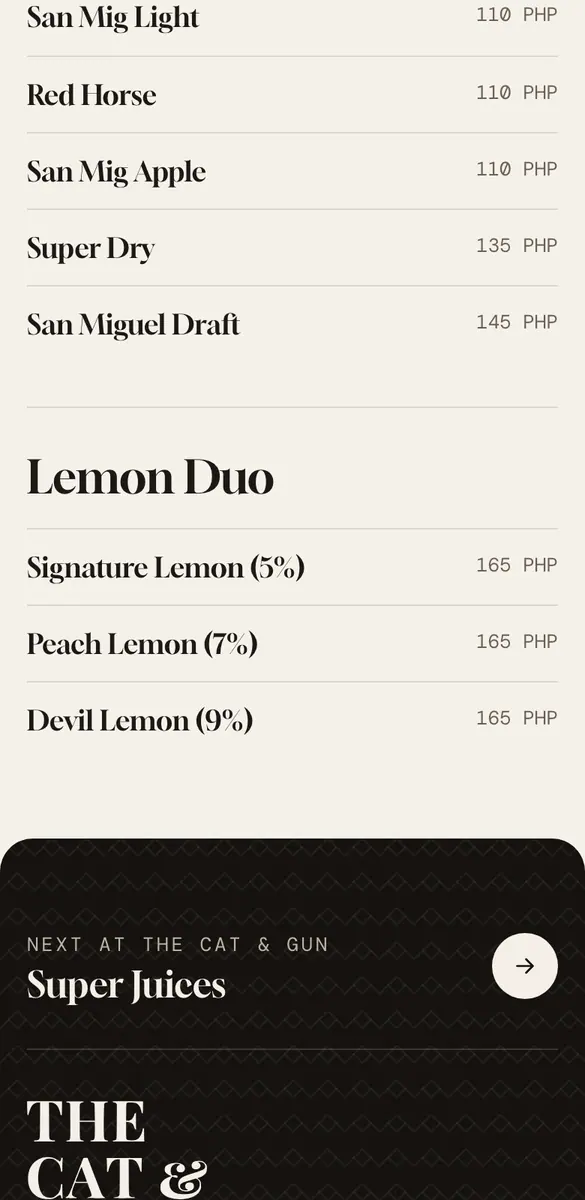 San Mig Light 110 PHP
Red Horse 110 PHP
San Mig Apple 110 PHP
Super Dry 135 PHP
San Miguel Draft 145 PHP
Lemon Duo
Signature Lemon (5%) 165 PHP
Peach Lemon (7%) 165 PHP
Devil Lemon (9%) 165 PHP
NEXT AT THE CAT & GUN
Super Juices
THE
CAT &